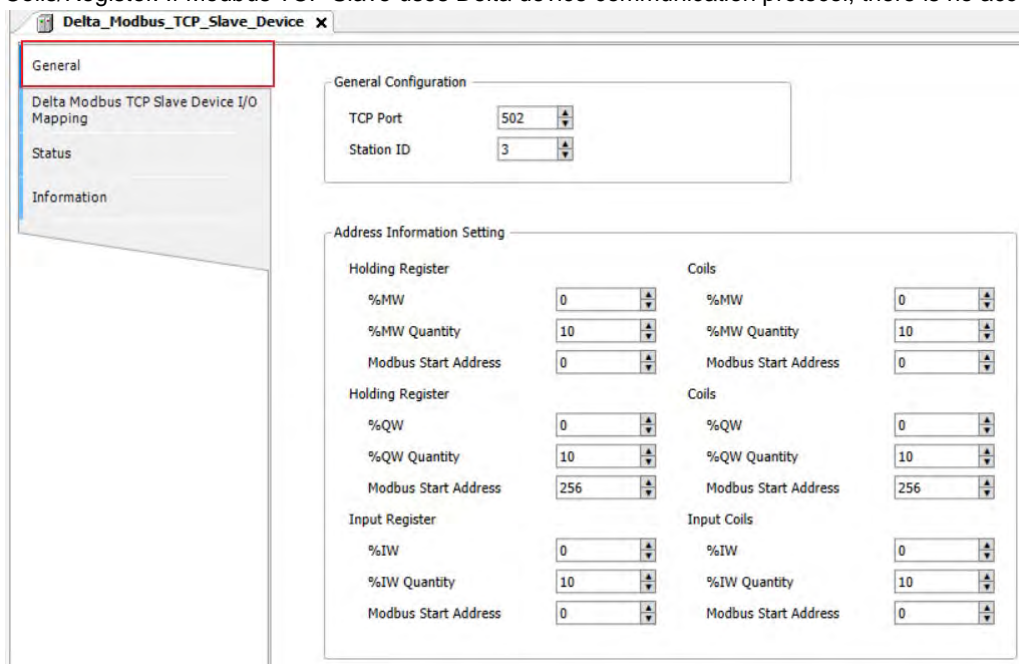 Delta_Modbus_TCP_Slave_Device X
General
Delta Modbus TCP Slave Device I/O
Mapping
Status
Information
General Configuration
TCP Port 502
Station ID 3
Address Information Setting
Holding Register Coils
%MW 0 %MW 0
%MW Quantity 10 %MW Quantity 10
Modbus Start Address 0 Modbus Start Address 0
Holding Register Coils
%QW 0 %QW 0
%QW Quantity 10 %QW Quantity 10
Modbus Start Address 256 Modbus Start Address 256
Input Register Input Coils
%IW 0 %IW 0
%IW Quantity 10 %IW Quantity 10
Modbus Start Address 0 Modbus Start Address 0